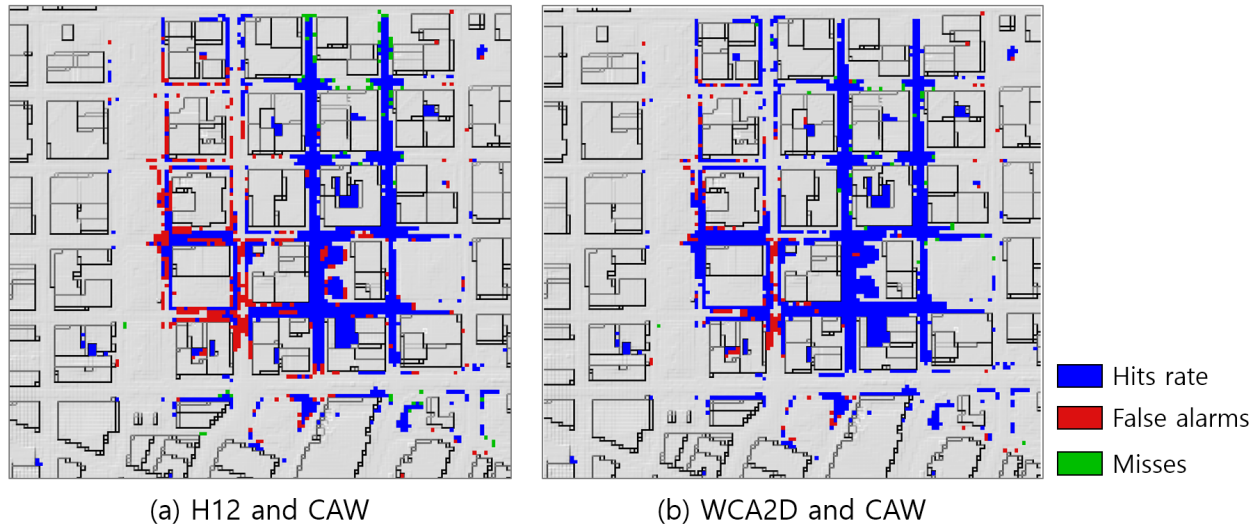 Hits rate
False alarms
Misses
(a) H12 and CAW
(b) WCA2D and CAW